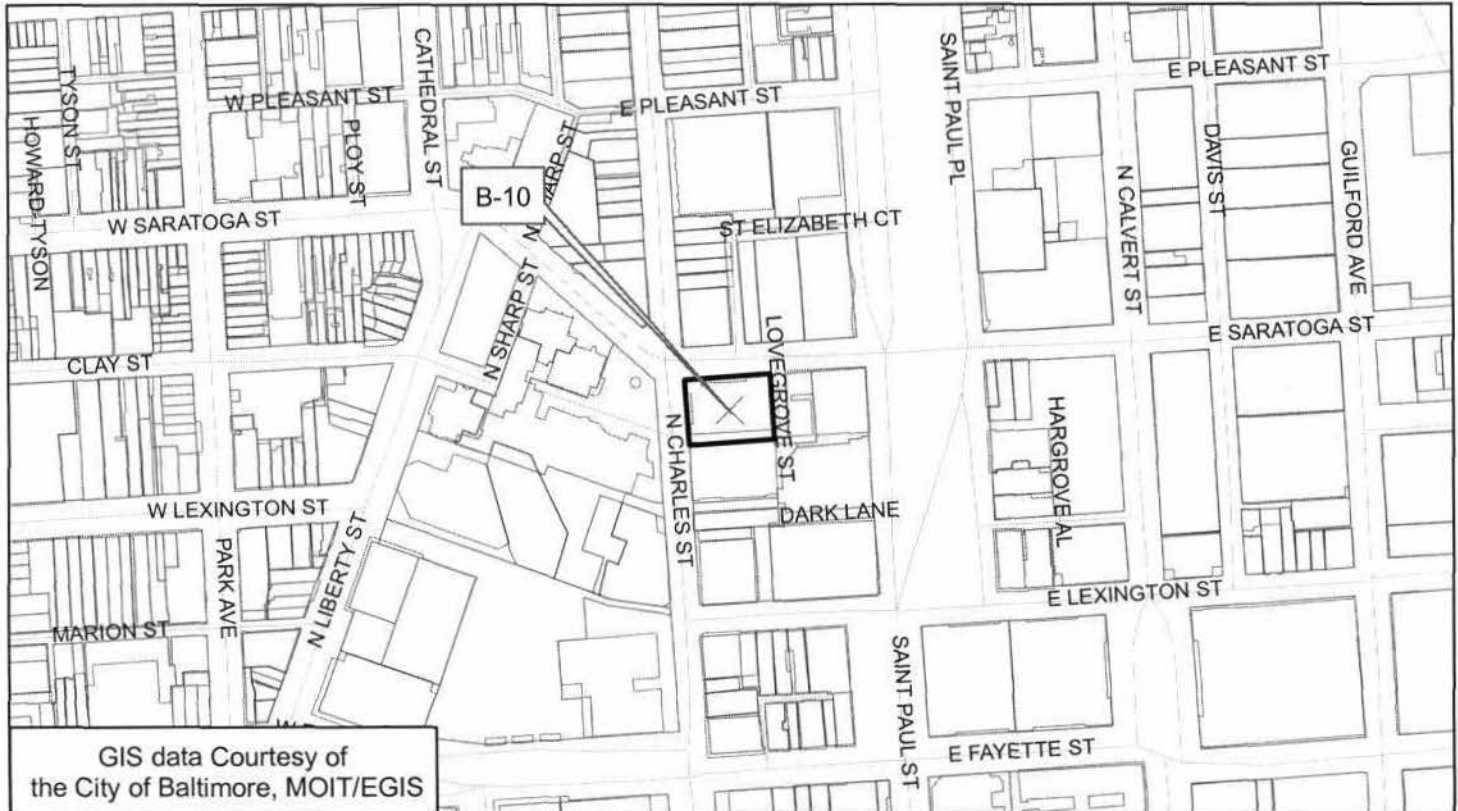 TYSON ST
HOWARD-TYSON
W PLEASANT ST
PLOY ST
CATHEDRAL ST
E PLEASANT ST
SAINT PAUL PL
E PLEASANT ST
DAVIS ST
GUILFORD AVE
N CALVERT ST
B-10
W SARATOGA ST
ST ELIZABETH CT
N SHARP ST
LOVEGROVE ST
E SARATOGA ST
CLAY ST
N CHARLES ST
HARGROVE AL
W LEXINGTON ST
DARK LANE
PARK AVE
N LIBERTY ST
E LEXINGTON ST
MARION ST
SAINT PAUL ST
E FAYETTE ST
GIS data Courtesy of
the City of Baltimore, MOIT/EGIS